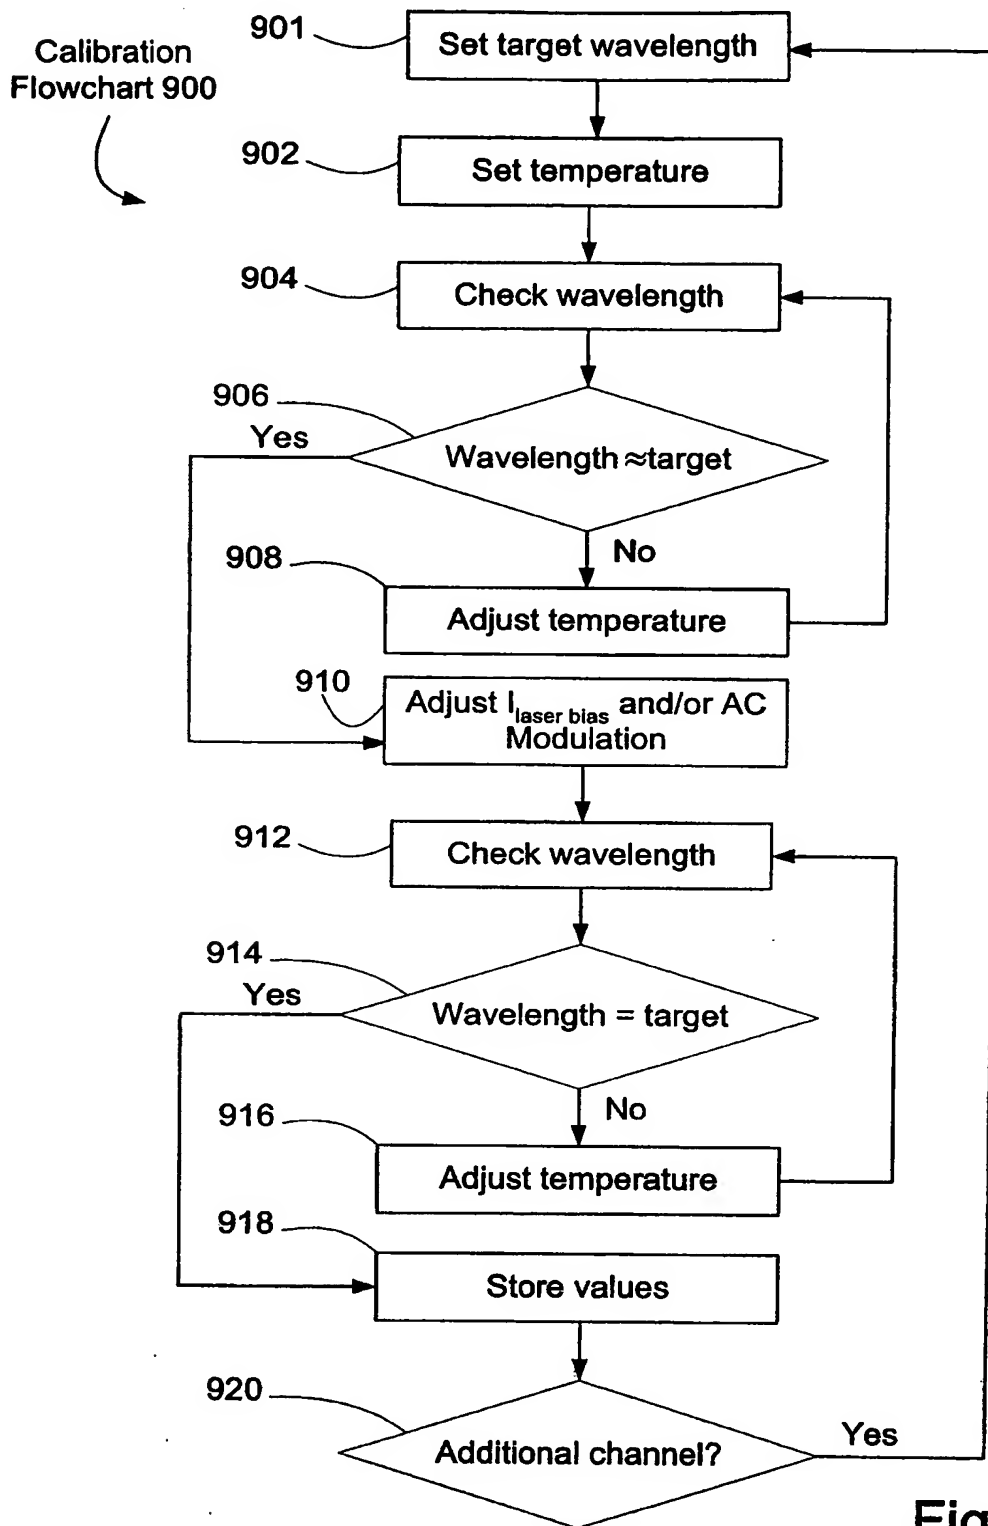 Calibration
Flowchart 900
901
Set target wavelength
902
Set temperature
904
Check wavelength
906
Yes
Wavelength ≈target
No
908
Adjust temperature
910
Adjust I laser bias and/or AC
Modulation
912
Check wavelength
914
Yes
Wavelength = target
No
916
Adjust temperature
918
Store values
920
Additional channel?
Yes
Fig